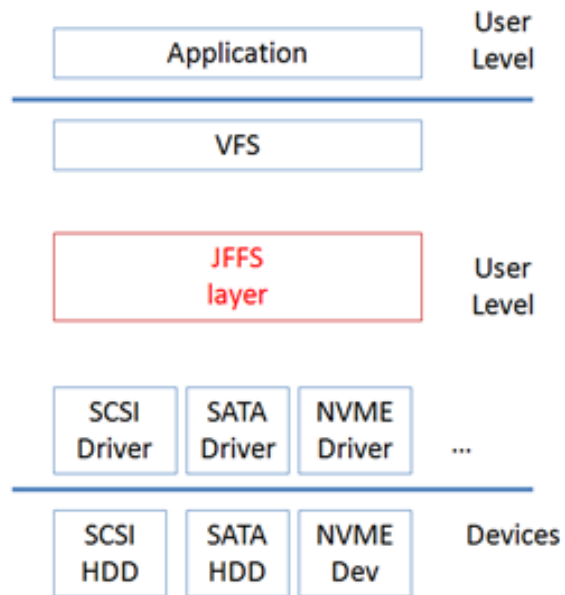 Application
User
Level
VFS
JFFS
layer
User
Level
SCSI
Driver
SATA
Driver
NVME
Driver
...
SCSI
HDD
SATA
HDD
NVME
Dev
Devices